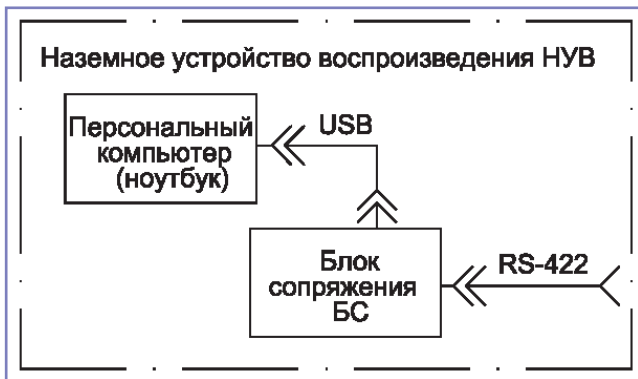 Наземное устройство воспроизведения НУВ
Персональный
компьютер
(ноутбук)
USB
Блок
сопряжения
БС
RS-422